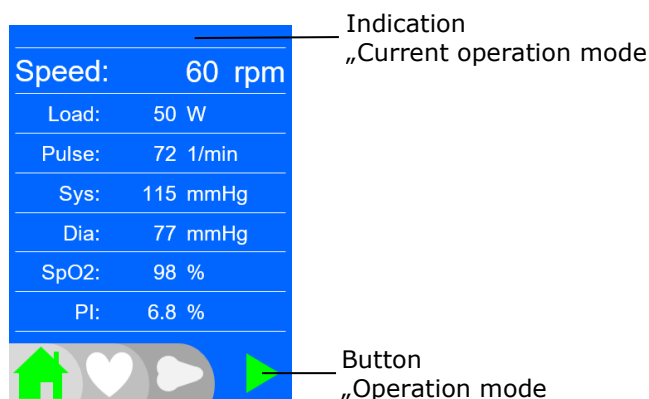 Indication
„Current operation mode
Speed: 60 rpm
Load: 50 W
Pulse: 72 1/min
Sys: 115 mmHg
Dia: 77 mmHg
SpO2: 98 %
PI: 6.8 %
Button
„Operation mode